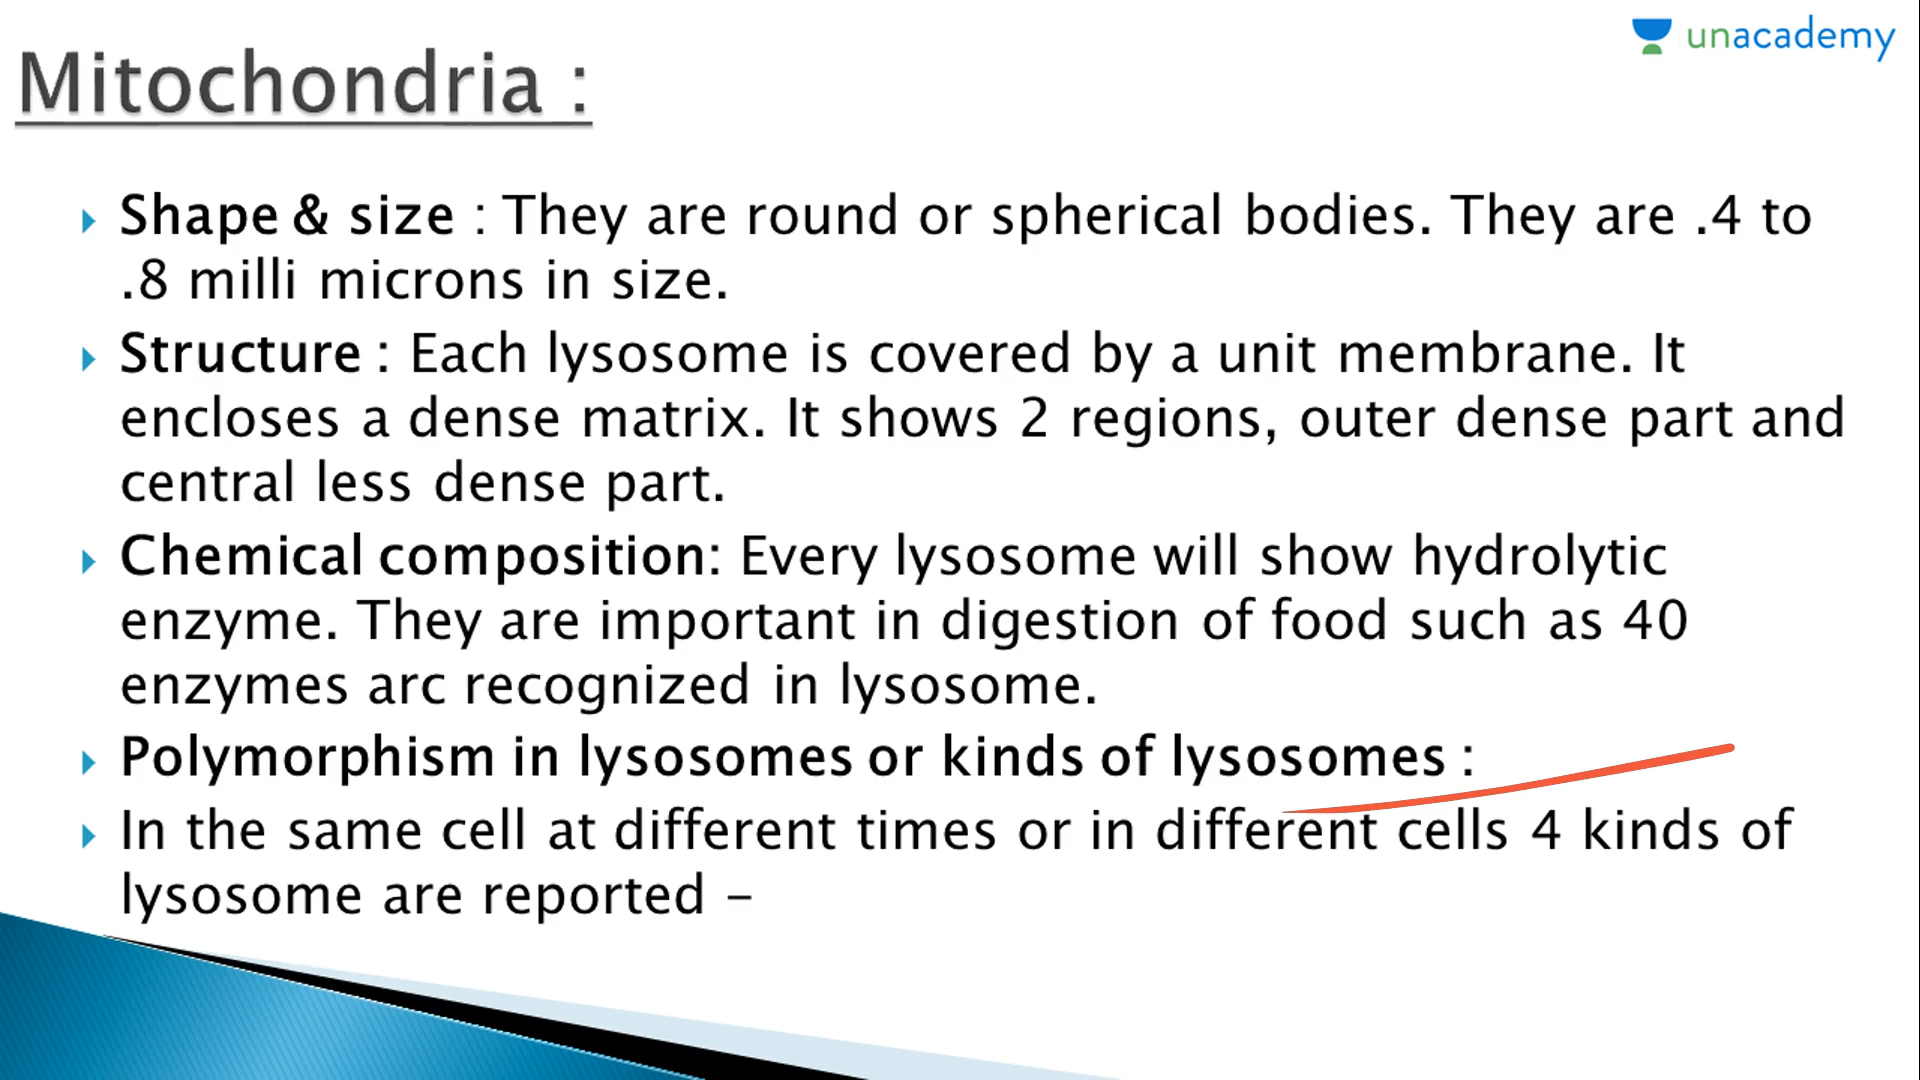 unacademy
Mitochondria :
Shape & size : They are round or spherical bodies. They are .4 to
.8 milli microns in size.
Structure : Each lysosome is covered by a unit membrane. It
encloses a dense matrix. It shows 2 regions, outer dense part and
central less dense part.
Chemical composition: Every lysosome will show hydrolytic
enzyme. They are important in digestion of food such as 40
enzymes arc recognized in lysosome.
Polymorphism in lysosomes or kinds of lysosomes :
In the same cell at different times or in different cells 4 kinds of
lysosome are reported –